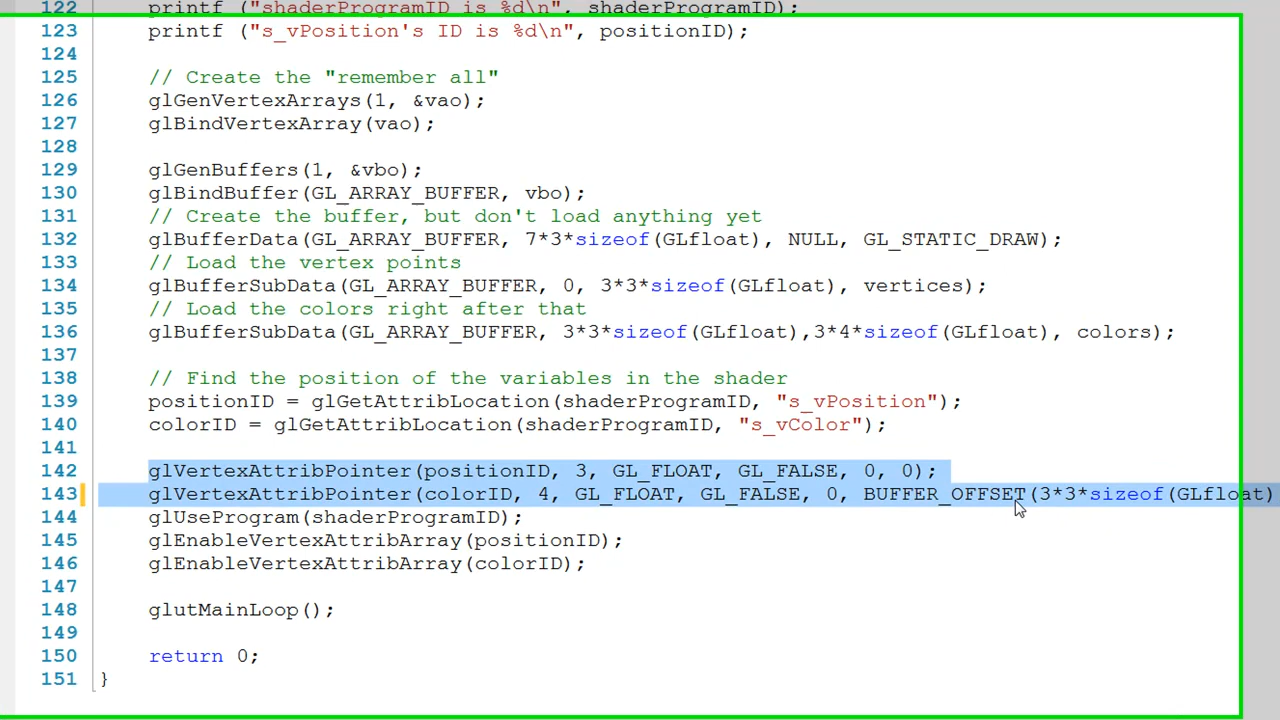 122 printf ("shaderProgramID is %d\n", shaderProgramID);
123 printf ("s_vPosition's ID is %d\n", positionID);
124
125 // Create the "remember all"
126 glGenVertexArrays(1, &vao);
127 glBindVertexArray(vao);
128
129 glGenBuffers(1, &vbo);
130 glBindBuffer(GL_ARRAY_BUFFER, vbo);
131 // Create the buffer, but don't load anything yet
132 glBufferData(GL_ARRAY_BUFFER, 7*3*sizeof(GLfloat), NULL, GL_STATIC_DRAW);
133 // Load the vertex points
134 glBufferSubData(GL_ARRAY_BUFFER, 0, 3*3*sizeof(GLfloat), vertices);
135 // Load the colors right after that
136 glBufferSubData(GL_ARRAY_BUFFER, 3*3*sizeof(GLfloat),3*4*sizeof(GLfloat), colors);
137
138 // Find the position of the variables in the shader
139 positionID = glGetAttribLocation(shaderProgramID, "s_vPosition");
140 colorID = glGetAttribLocation(shaderProgramID, "s_vColor");
141
142 glVertexAttribPointer(positionID, 3, GL_FLOAT, GL_FALSE, 0, 0);
143 glVertexAttribPointer(colorID, 4, GL_FLOAT, GL_FALSE, 0, BUFFER_OFFSET(3*3*sizeof(GLfloat)
144 glUseProgram(shaderProgramID);
145 glEnableVertexAttribArray(positionID);
146 glEnableVertexAttribArray(colorID);
147
148 glutMainLoop();
149
150 return 0;
151 }